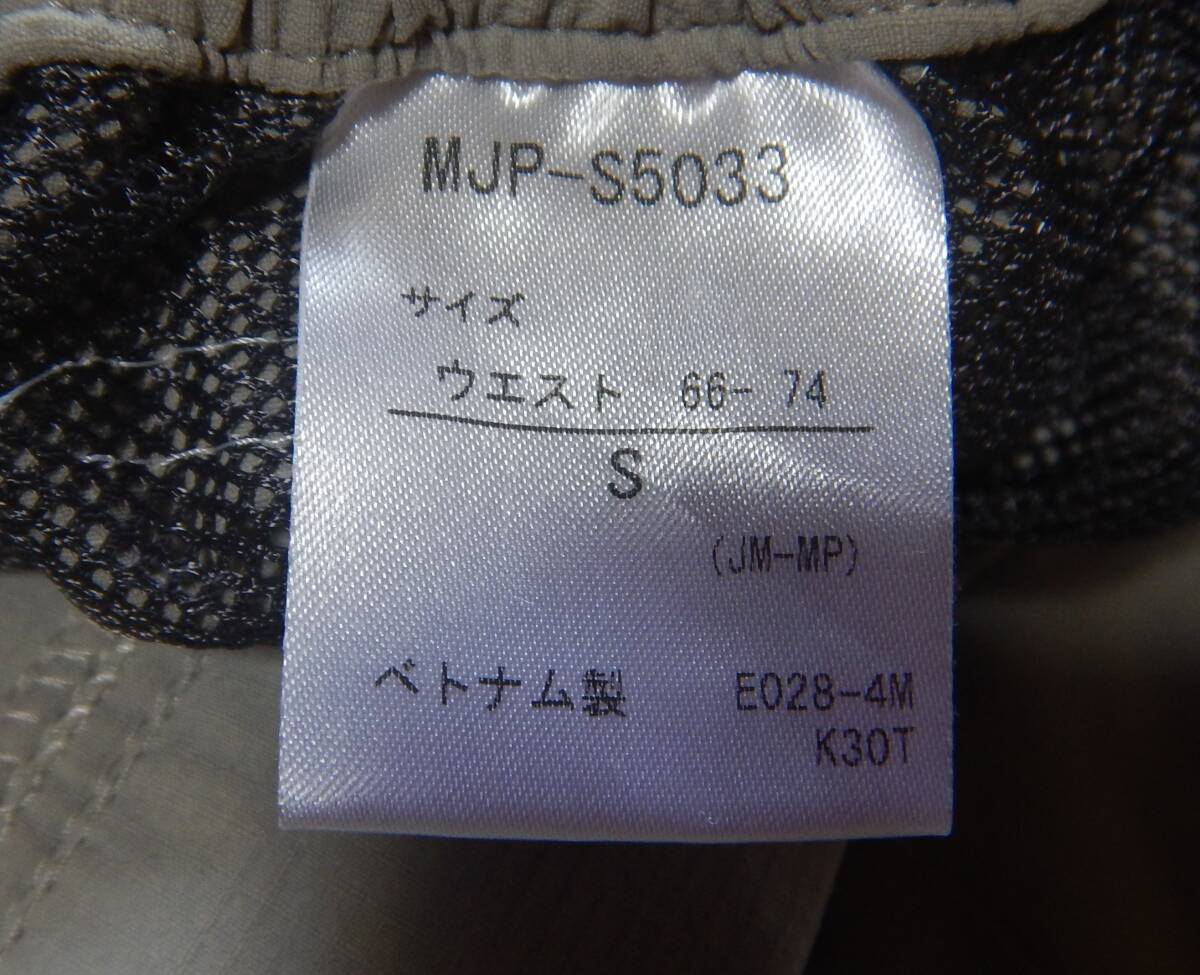 MJP-S5033
サイズ
ウエスト 66- 74
S
(JM-MP)
ベトナム製 E028-4M
K30T